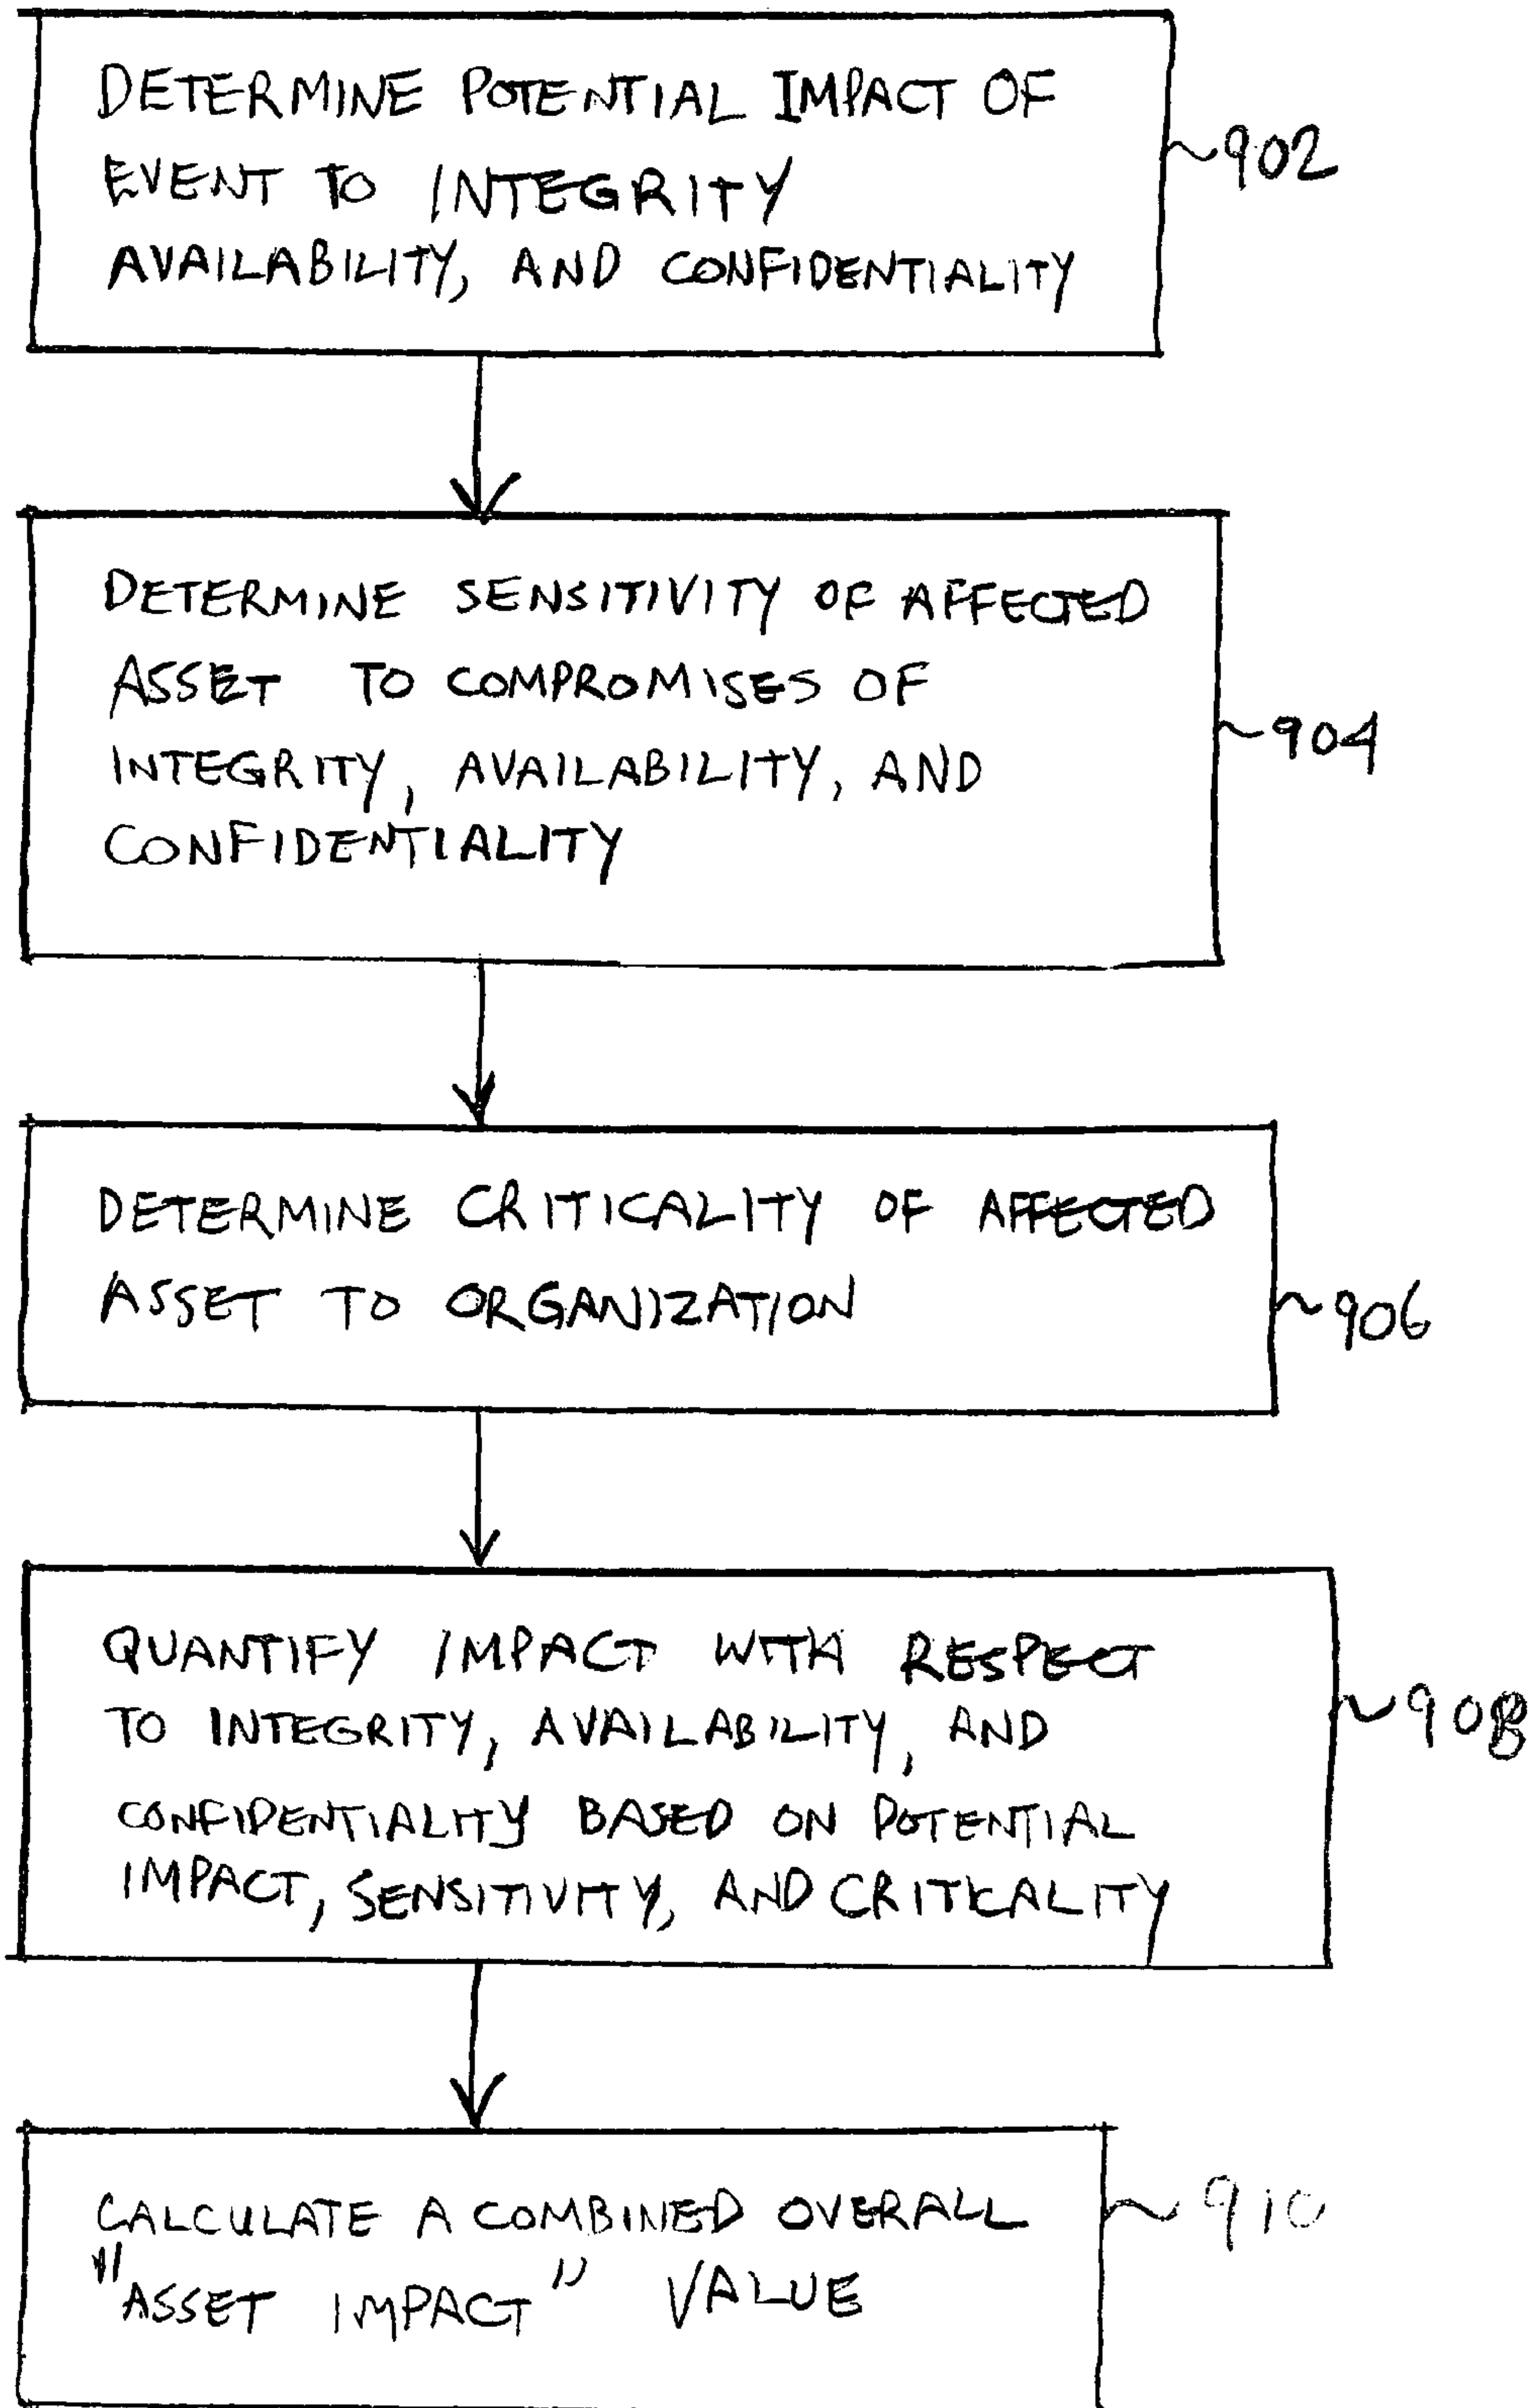 DETERMINE POTENTIAL IMPACT OF
EVENT TO INTEGRITY
AVAILABILITY, AND CONFIDENTIALITY
~902
DETERMINE SENSITIVITY OF AFFECTED
ASSET TO COMPROMISES OF
INTEGRITY, AVAILABILITY, AND
CONFIDENTIALITY
~904
DETERMINE CRITICALITY OF AFFECTED
ASSET TO ORGANIZATION
~906
QUANTIFY IMPACT WITH RESPECT
TO INTEGRITY, AVAILABILITY, AND
CONFIDENTIALITY BASED ON POTENTIAL
IMPACT, SENSITIVITY, AND CRITICALITY
~908
CALCULATE A COMBINED OVERALL
"ASSET IMPACT" VALUE
~910